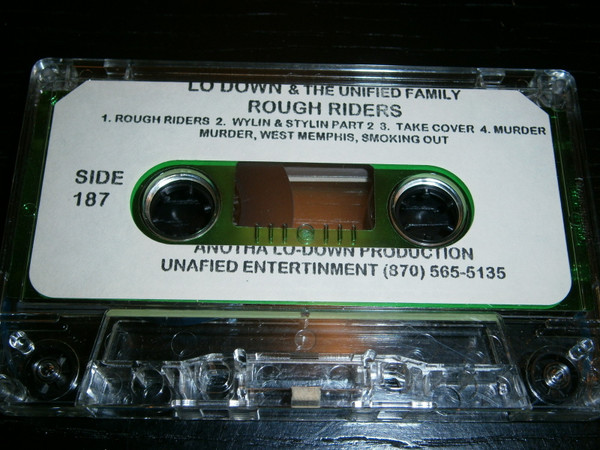 LO DOWN & THE UNIFIED FAMILY
ROUGH RIDERS
1. ROUGH RIDERS 2. WYLIN & STYLIN PART 2 3. TAKE COVER 4. MURDER
MURDER, WEST MEMPHIS, SMOKING OUT
SIDE
187
ANOTHA LO-DOWN PRODUCTION
UNAFIED ENTERTINMENT (870) 565-5135